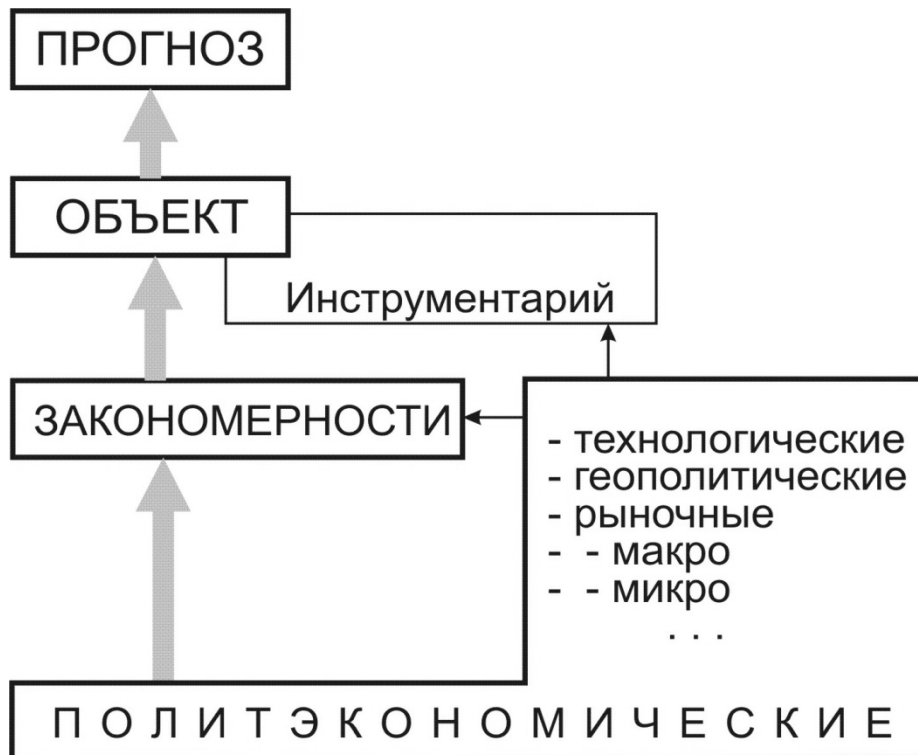 ПРОГНОЗ
ОБЪЕКТ
Инструментарий
ЗАКОНОМЕРНОСТИ
- технологические
- геополитические
- рыночные
- - макро
- - микро
. . .
П О Л И Т Э К О Н О М И Ч Е С К И Е